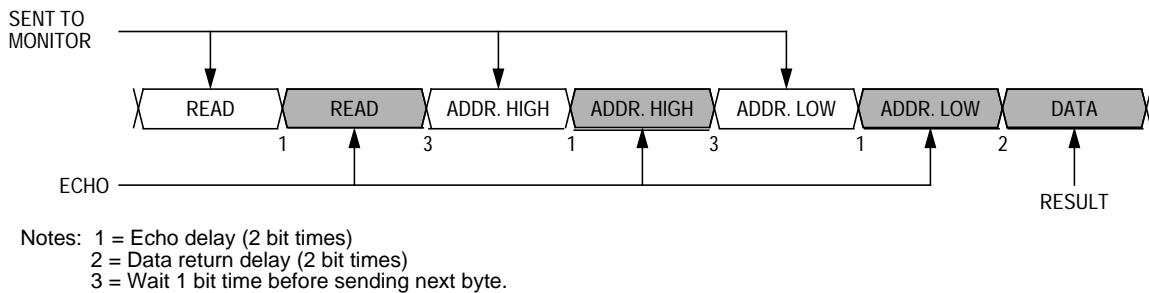 SENT TO
MONITOR
READ READ ADDR. HIGH ADDR. HIGH ADDR. LOW ADDR. LOW DATA
1 3 1 3 1 2
ECHO
RESULT
Notes: 1 = Echo delay (2 bit times)
2 = Data return delay (2 bit times)
3 = Wait 1 bit time before sending next byte.